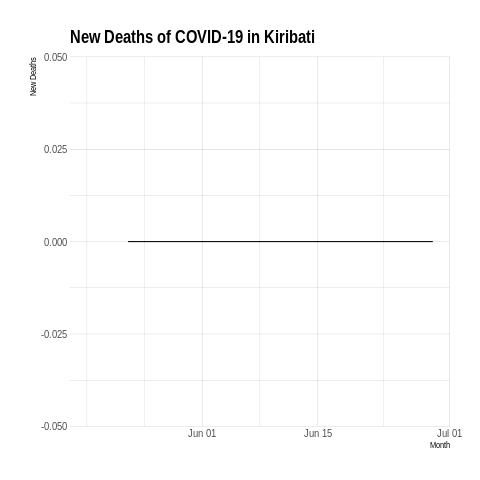 New Deaths of COVID-19 in Kiribati
New Deaths
0.050
0.025
0.000
-0.025
-0.050
Jun 01 Jun 15 Jul 01
Month